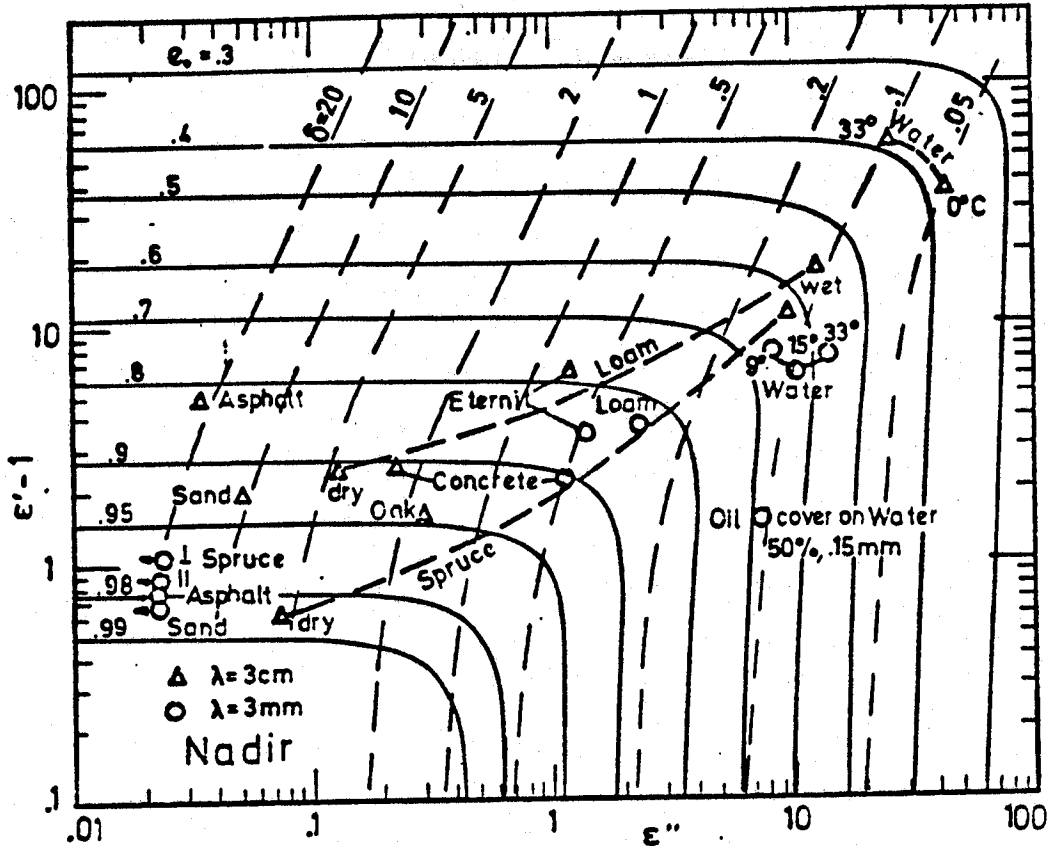 e₀ = .3
100
δ=20 10 5 2 1 .5 .2 .1 .05
.4
33° Water
0°C
.5
.6
wet
10
.7
15° 33°
9°
Water
Loam
.8
Asphalt
Eterni
Loam
.9
dry
Concrete
Sand
Oak
Oil cover on Water
50%, .15mm
.95
⊥ Spruce
Spruce
1
||
.98
Asphalt
.99
Sand
dry
△ λ=3cm
○ λ=3mm
Nadir
.1
.01 .1 1 10 100
ε''
ε'-1